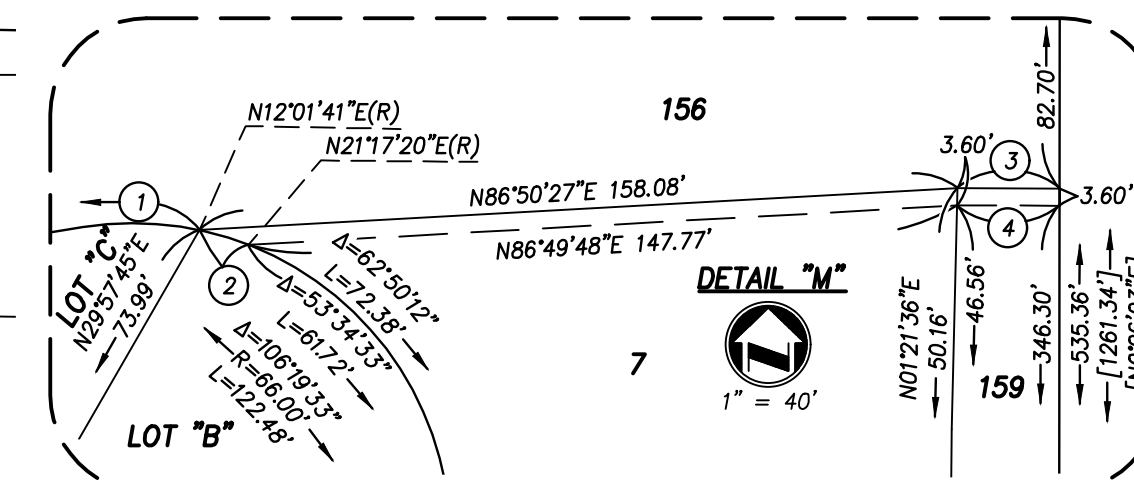 N12°01'41"E(R)
156
N21°17'20"E(R)
82.70'
3.60'
3
1
N86°50'27"E 158.08'
3.60'
N86°49'48"E 147.77'
4
LOT "C"
N29°57'45"E
73.99'
2
Δ=62°50'12"
L=72.38'
Δ=53°34'33"
L=61.72'
Δ=106°19'33"
R=66.00'
L=122.48'
DETAIL "M"
1" = 40'
7
LOT "B"
N01°21'36"E
50.16'
46.56'
159
346.30'
535.36'
[1261.34']